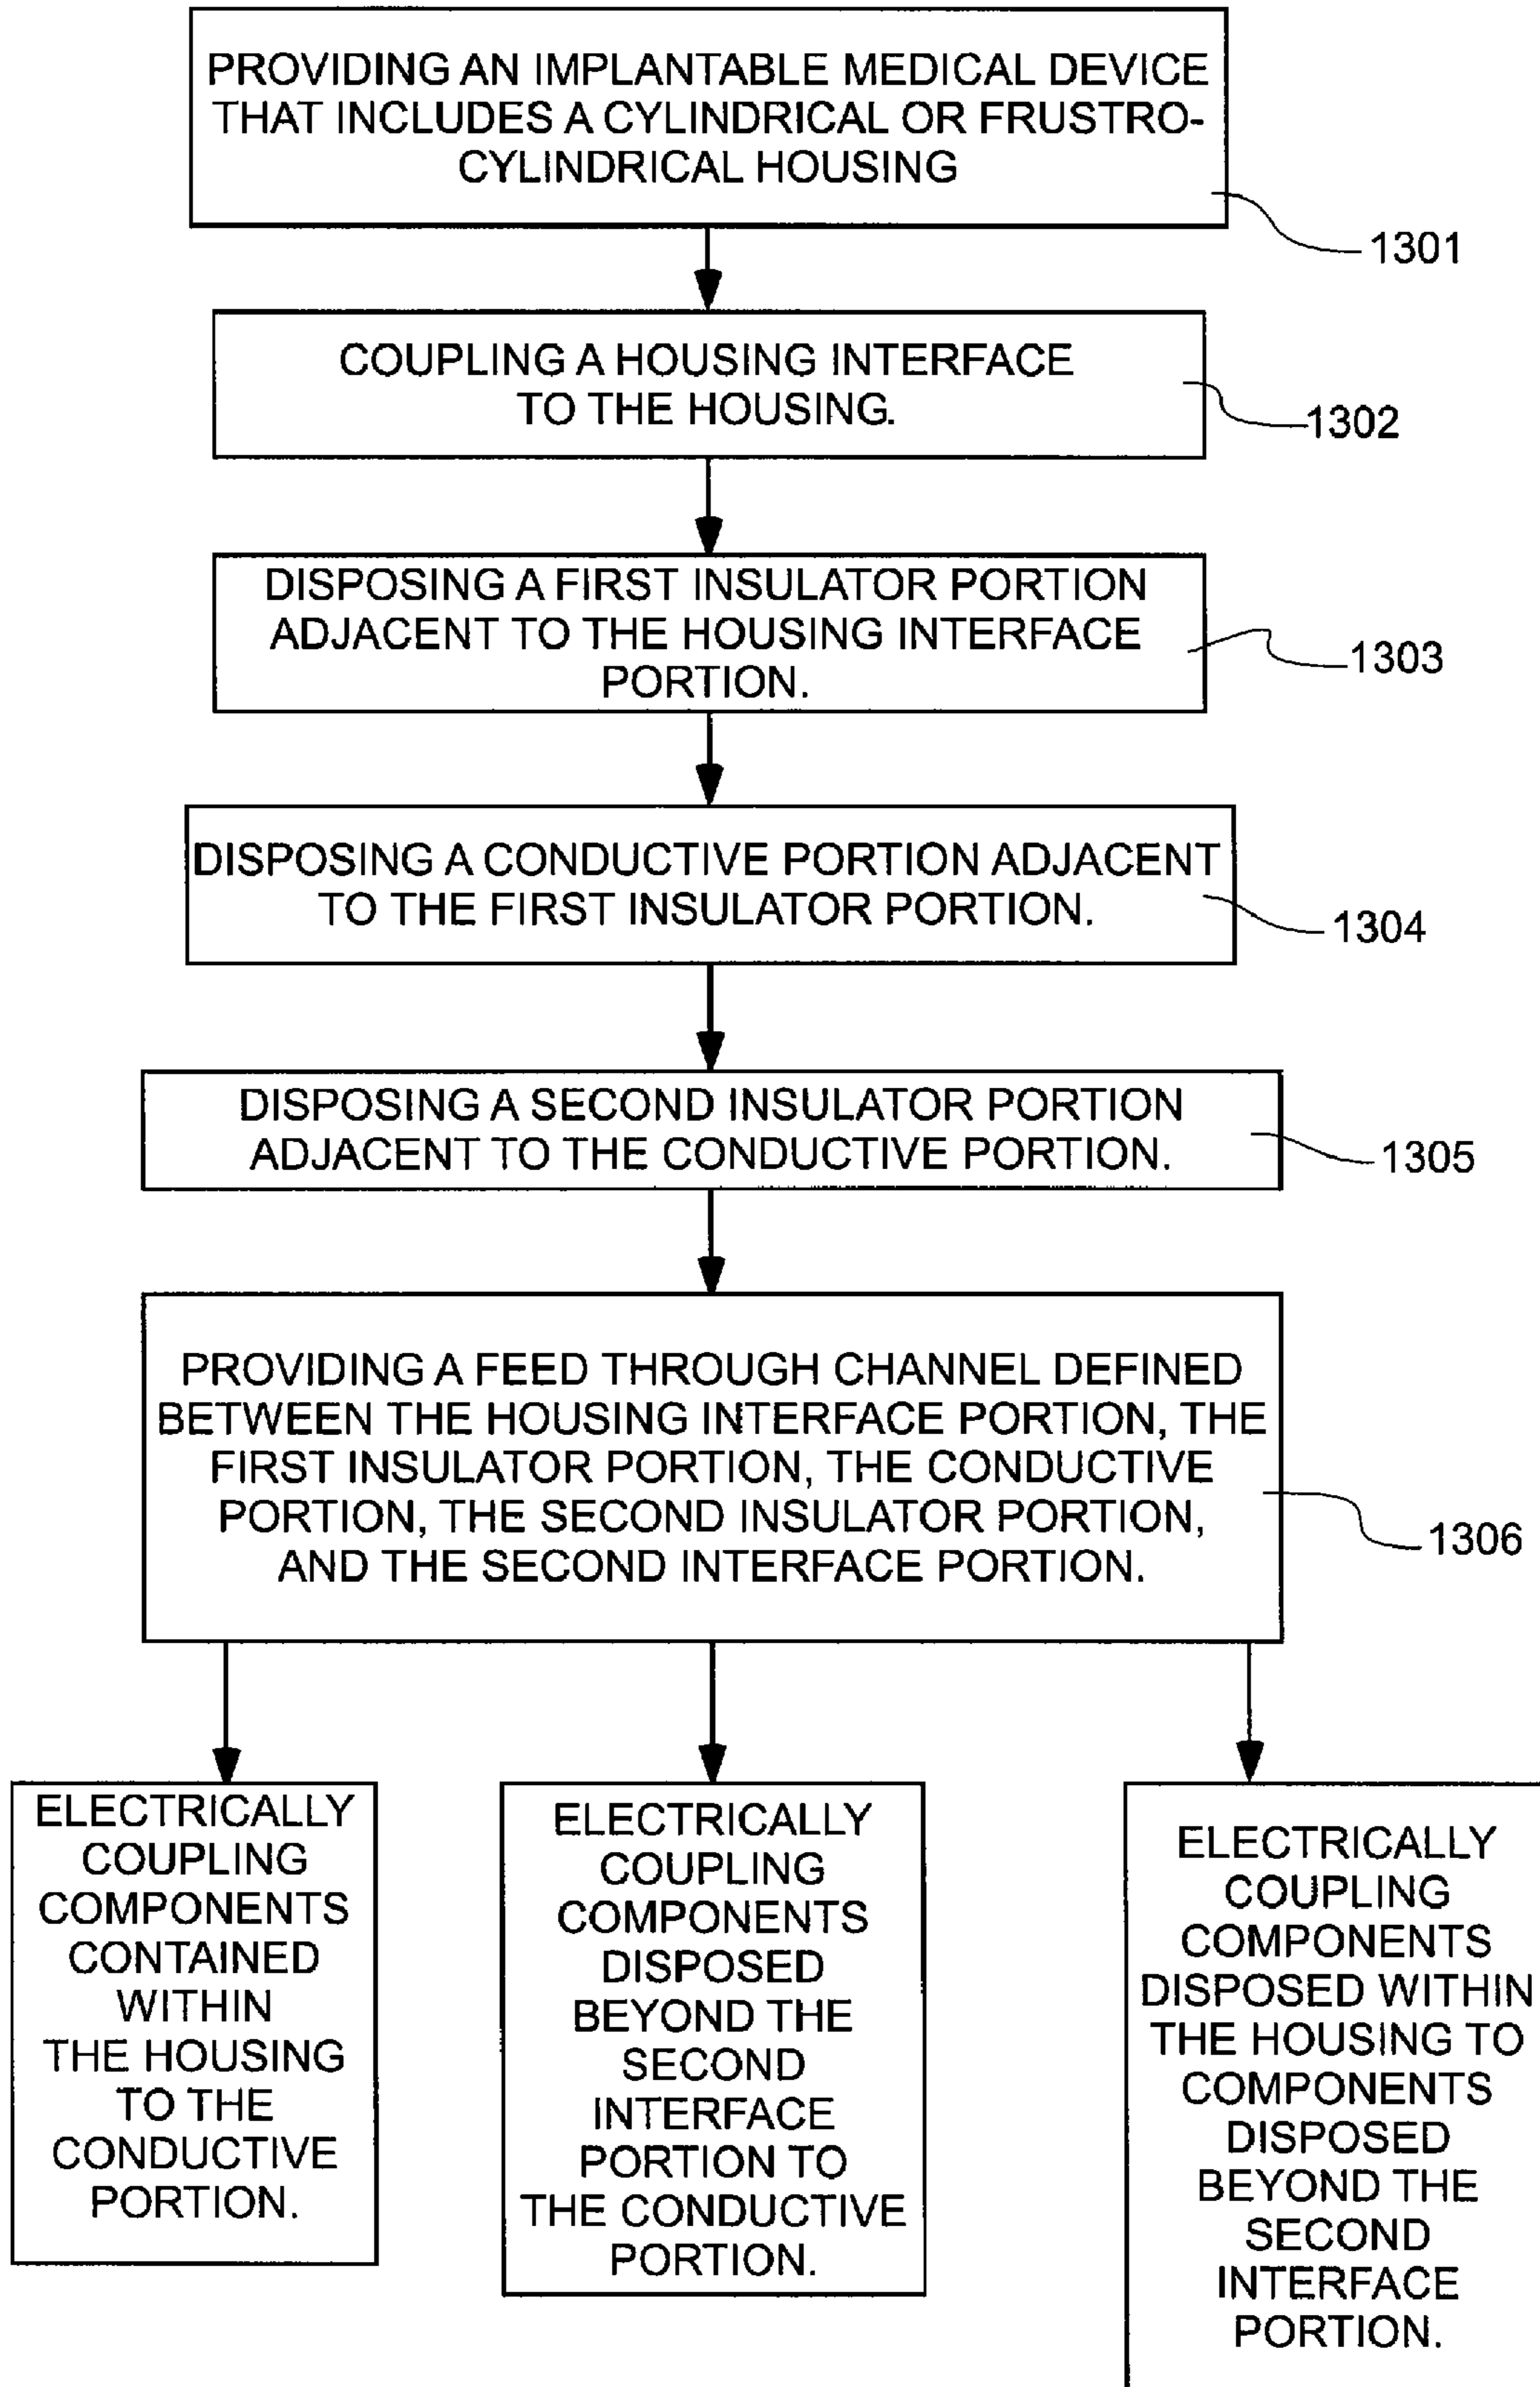 PROVIDING AN IMPLANTABLE MEDICAL DEVICE
THAT INCLUDES A CYLINDRICAL OR FRUSTRO-
CYLINDRICAL HOUSING
1301
COUPLING A HOUSING INTERFACE
TO THE HOUSING.
1302
DISPOSING A FIRST INSULATOR PORTION
ADJACENT TO THE HOUSING INTERFACE
PORTION.
1303
DISPOSING A CONDUCTIVE PORTION ADJACENT
TO THE FIRST INSULATOR PORTION.
1304
DISPOSING A SECOND INSULATOR PORTION
ADJACENT TO THE CONDUCTIVE PORTION.
1305
PROVIDING A FEED THROUGH CHANNEL DEFINED
BETWEEN THE HOUSING INTERFACE PORTION, THE
FIRST INSULATOR PORTION, THE CONDUCTIVE
PORTION, THE SECOND INSULATOR PORTION,
AND THE SECOND INTERFACE PORTION.
1306
ELECTRICALLY
COUPLING
COMPONENTS
CONTAINED
WITHIN
THE HOUSING
TO THE
CONDUCTIVE
PORTION.
ELECTRICALLY
COUPLING
COMPONENTS
DISPOSED
BEYOND THE
SECOND
INTERFACE
PORTION TO
THE CONDUCTIVE
PORTION.
ELECTRICALLY
COUPLING
COMPONENTS
DISPOSED WITHIN
THE HOUSING TO
COMPONENTS
DISPOSED
BEYOND THE
SECOND
INTERFACE
PORTION.